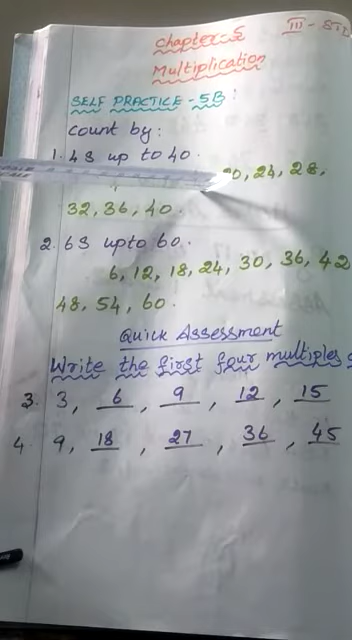 III - STD
Chapter-5
Multiplication
SELF PRACTICE - 5B:
Count by:
1. 4s up to 40.
20, 24, 28,
32, 36, 40.
2. 6s upto 60.
6, 12, 18, 24, 30, 36, 42
48, 54, 60.
Quick Assessment
Write the first four multiples
3. 3, 6, 9, 12, 15
4. 9, 18, 27, 36, 45